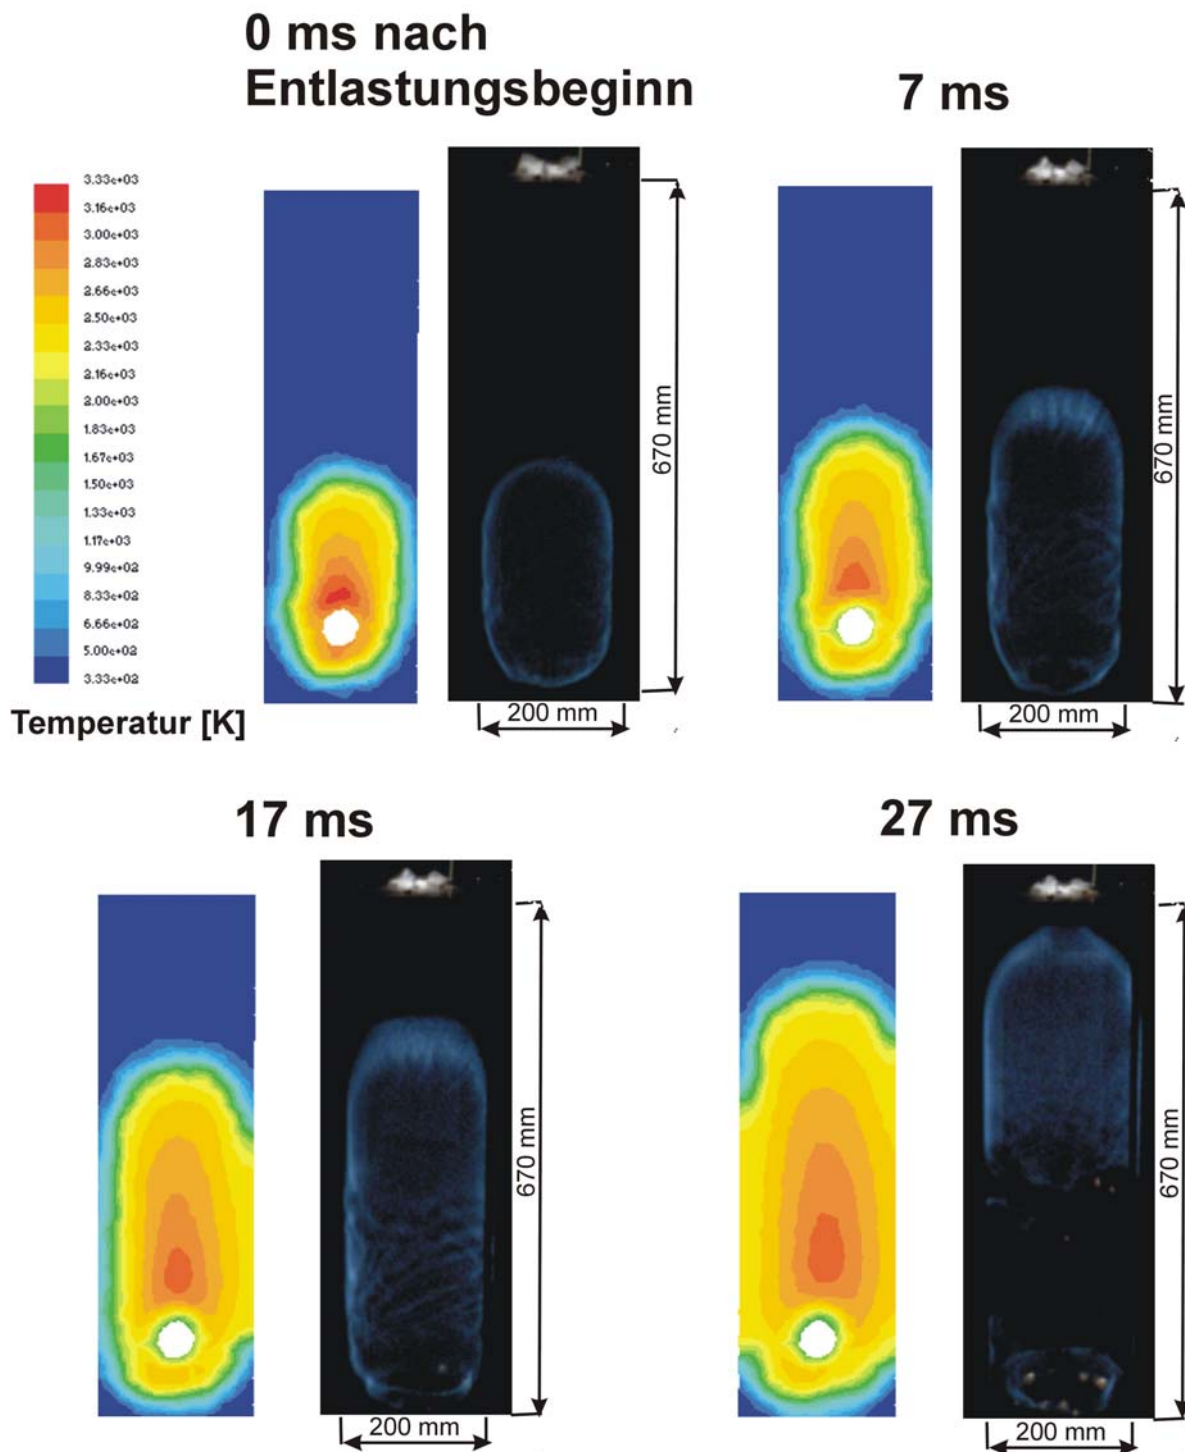 0 ms nach
Entlastungsbeginn
7 ms
3.33e+03
3.16e+03
3.00e+03
2.83e+03
2.66e+03
2.50e+03
2.33e+03
2.16e+03
2.00e+03
1.83e+03
1.67e+03
1.50e+03
1.33e+03
1.17e+03
9.99e+02
8.33e+02
6.66e+02
5.00e+02
3.33e+02
Temperatur [K]
670 mm
200 mm
670 mm
200 mm
17 ms
27 ms
670 mm
200 mm
670 mm
200 mm